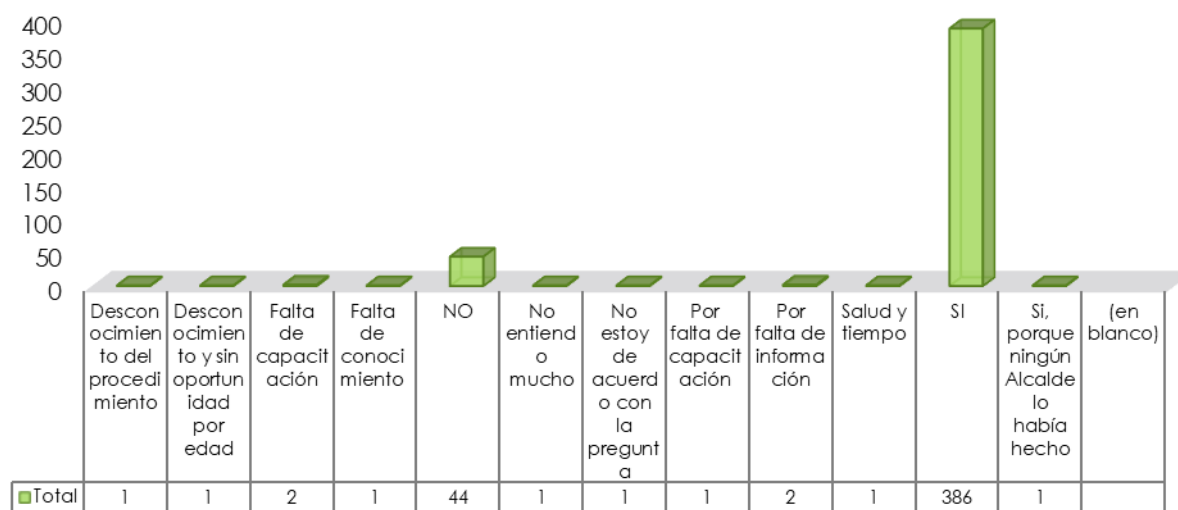 400
350
300
250
200
150
100
50
0
Descon
ocimien
to del
procedi
miento
Descon
ocimien
to y sin
oportun
idad
por
edad
Falta
de
capacit
ación
Falta
de
conoci
miento
NO
No
entiend
o
mucho
No
estoy de
acuerd
o con
la
pregunt
a
Por
falta de
capacit
ación
Por
falta de
informa
ción
Salud y
tiempo
SI
Si,
porque
ningún
Alcalde
lo
había
hecho
(en
blanco)
Total 1 1 2 1 44 1 1 1 2 1 386 1